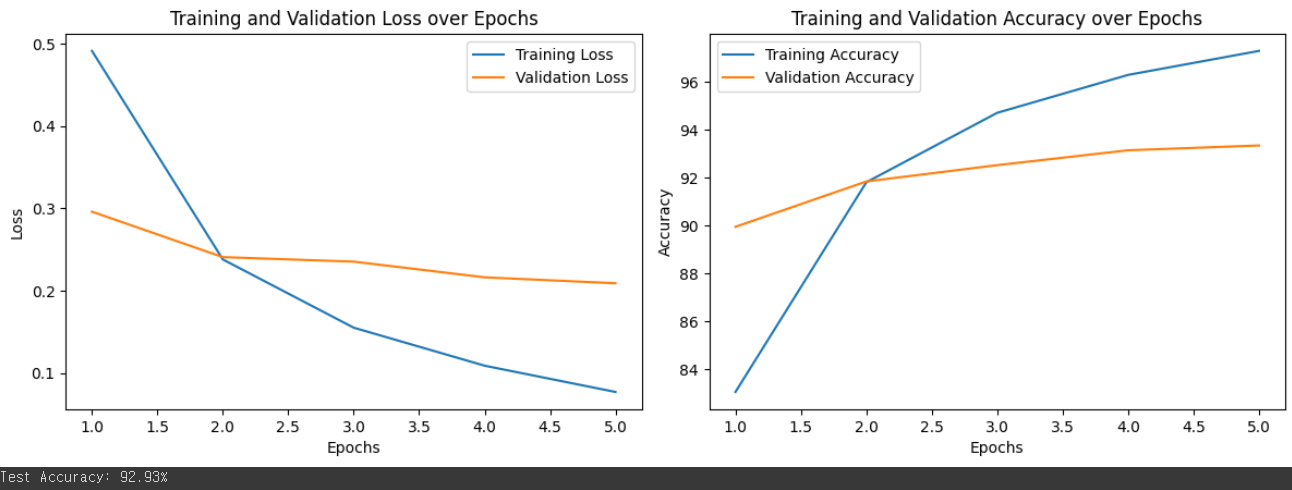 Training and Validation Loss over Epochs
0.5
0.4
0.3
0.2
0.1
Loss
Training Loss
Validation Loss
1.0 1.5 2.0 2.5 3.0 3.5 4.0 4.5 5.0
Epochs
Training and Validation Accuracy over Epochs
96
94
92
90
88
86
84
Accuracy
Training Accuracy
Validation Accuracy
1.0 1.5 2.0 2.5 3.0 3.5 4.0 4.5 5.0
Epochs
Test Accuracy: 92.93%